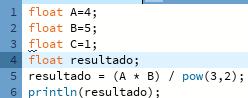 1 float A=4;
2 float B=5;
3 float C=1;
4 float resultado;
5 resultado = (A * B) / pow(3,2);
6 println(resultado);